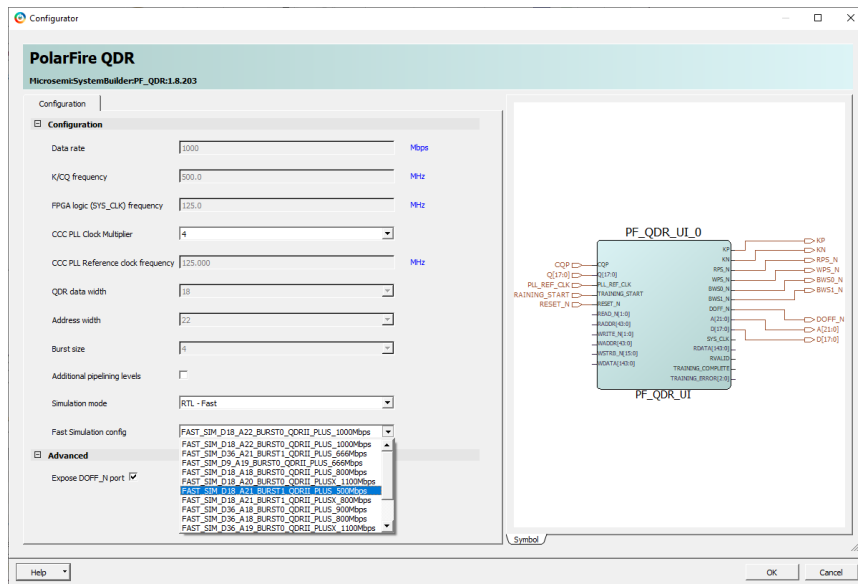 Configurator
PolarFire QDR
Microsemi:SystemBuilder:PF_QDR:1.8.203
Configuration
Configuration
Data rate 1000 Mbps
K/CQ frequency 500.0 MHz
FPGA logic (SYS_CLK) frequency 125.0 MHz
CCC PLL Clock Multiplier 4
CCC PLL Reference clock frequency 125.000 MHz
QDR data width 18
Address width 22
Burst size 4
Additional pipelining levels
Simulation mode RTL - Fast
Fast Simulation config FAST_SIM_D18_A22_BURST0_QDRII_PLUS_1000Mbps
FAST_SIM_D18_A22_BURST0_QDRII_PLUS_1000Mbps
FAST_SIM_D36_A21_BURST1_QDRII_PLUS_666Mbps
FAST_SIM_D9_A19_BURST0_QDRII_PLUS_666Mbps
FAST_SIM_D18_A18_BURST0_QDRII_PLUS_800Mbps
FAST_SIM_D18_A20_BURST0_QDRII_PLUSX_1100Mbps
FAST_SIM_D18_A21_BURST1_QDRII_PLUS_500Mbps
FAST_SIM_D18_A21_BURST1_QDRII_PLUSX_800Mbps
FAST_SIM_D36_A18_BURST0_QDRII_PLUS_900Mbps
FAST_SIM_D36_A18_BURST0_QDRII_PLUS_800Mbps
FAST_SIM_D36_A19_BURST0_QDRII_PLUSX_1100Mbps
Advanced
Expose DOFF_N port
PF_QDR_UI_0
CQP
Q[17:0]
PLL_REF_CLK
RAINING_START
RESET_N
CQP
Q[17:0]
PLL_REF_CLK
TRAINING_START
RESET_N
READ_N[1:0]
RADDR[43:0]
WRITE_N[1:0]
WADDR[43:0]
WSTRB_N[15:0]
WDATA[143:0]
KP
KN
RPS_N
WPS_N
BWS0_N
BWS1_N
DOFF_N
A[21:0]
D[17:0]
SYS_CLK
RDATA[143:0]
RVALID
TRAINING_COMPLETE
TRAINING_ERROR[2:0]
KP
KN
RPS_N
WPS_N
BWS0_N
BWS1_N
DOFF_N
A[21:0]
D[17:0]
PF_QDR_UI
Symbol
Help
OK
Cancel